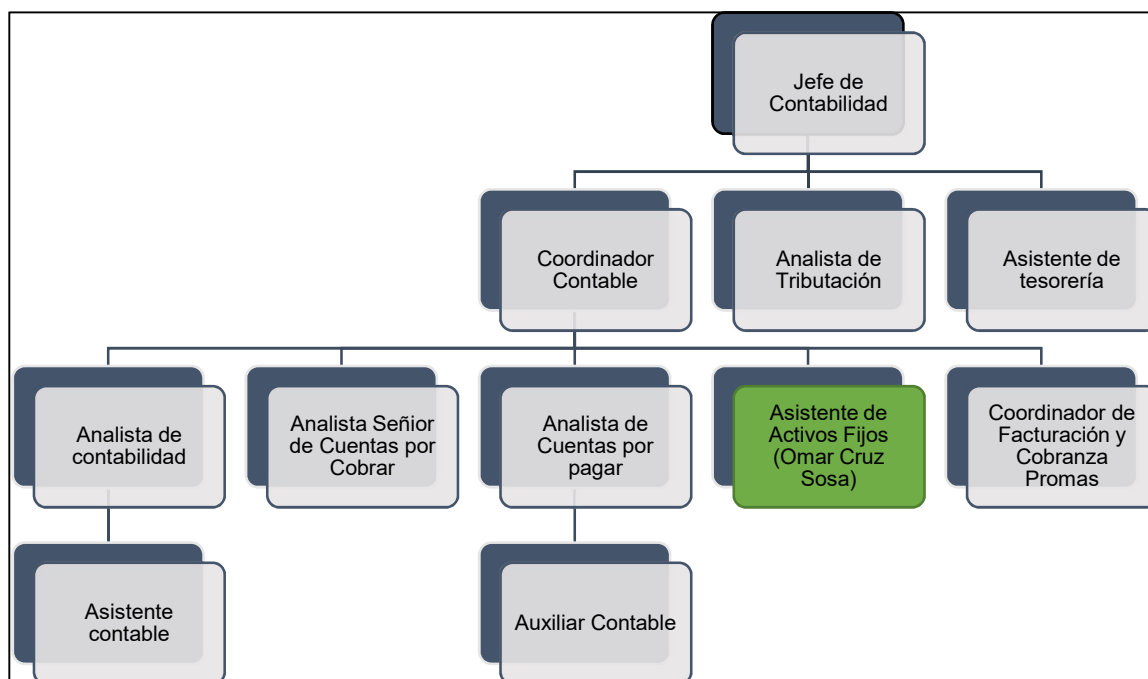 Jefe de
Contabilidad
Coordinador
Contable
Analista de
Tributación
Asistente de
tesorería
Analista de
contabilidad
Analista Señior
de Cuentas por
Cobrar
Analista de
Cuentas por
pagar
Asistente de
Activos Fijos
(Omar Cruz
Sosa)
Coordinador de
Facturación y
Cobranza
Promas
Asistente
contable
Auxiliar Contable